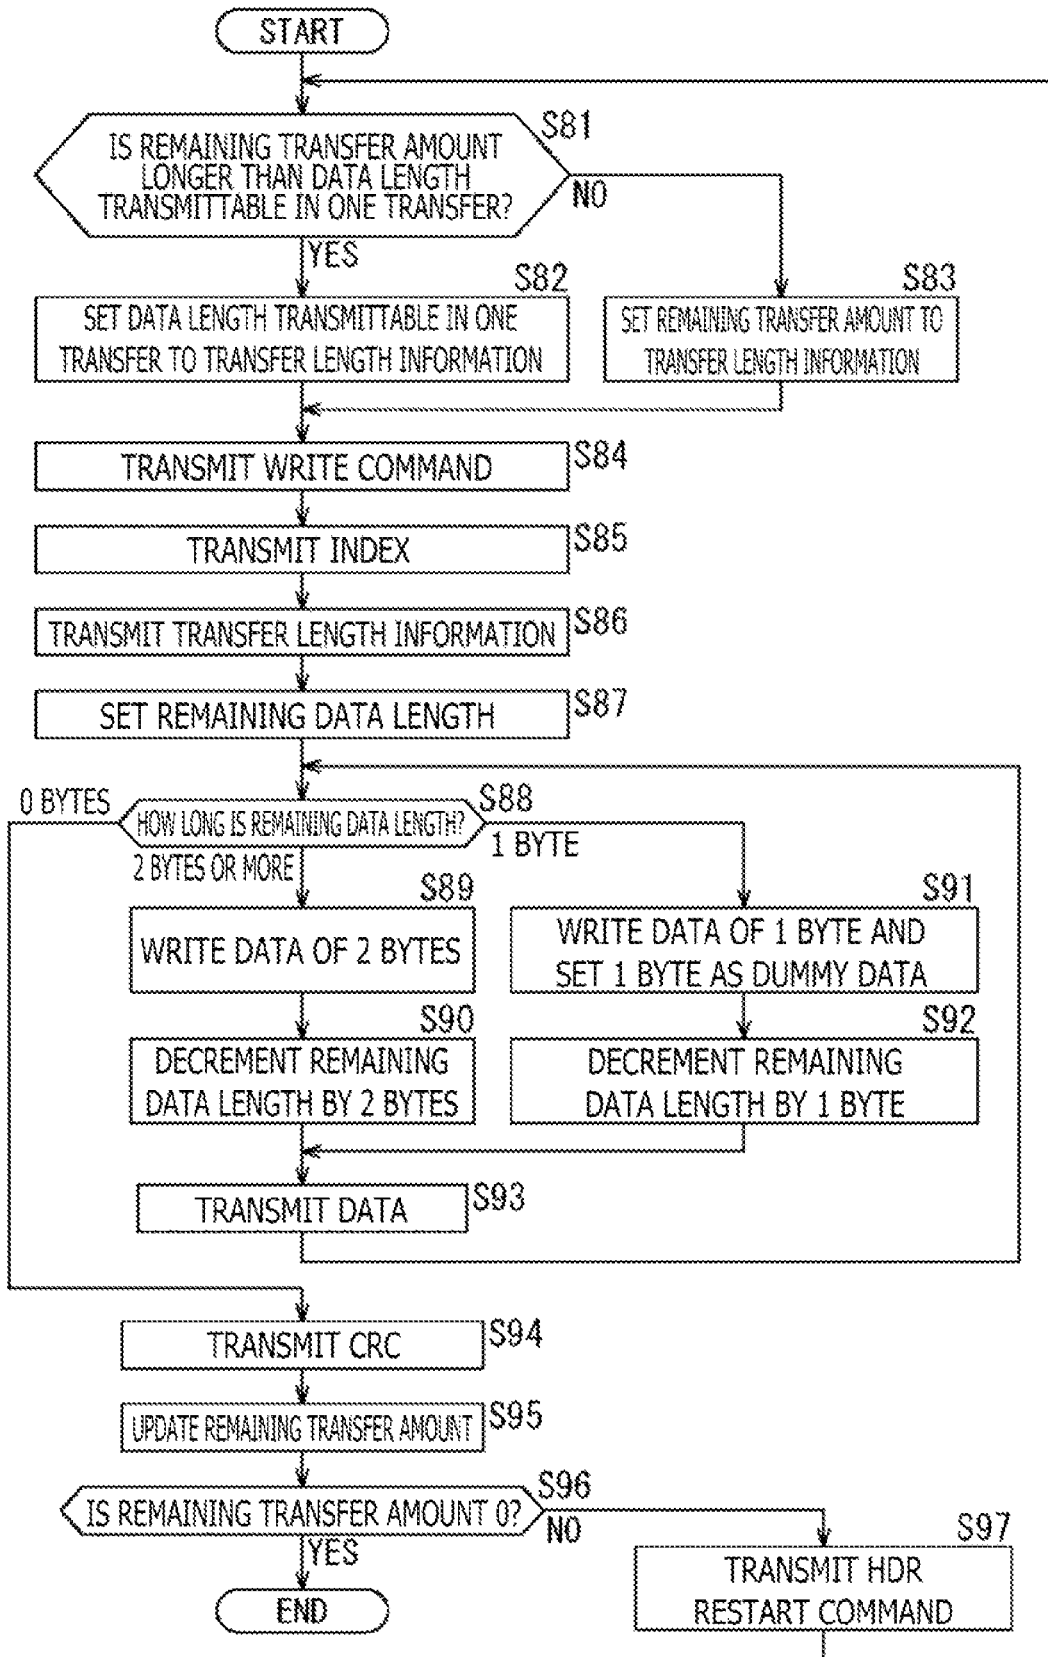 START
S81
IS REMAINING TRANSFER AMOUNT
LONGER THAN DATA LENGTH
TRANSMITTABLE IN ONE TRANSFER?
NO
YES
S82
SET DATA LENGTH TRANSMITTABLE IN ONE
TRANSFER TO TRANSFER LENGTH INFORMATION
S83
SET REMAINING TRANSFER AMOUNT TO
TRANSFER LENGTH INFORMATION
S84
TRANSMIT WRITE COMMAND
S85
TRANSMIT INDEX
S86
TRANSMIT TRANSFER LENGTH INFORMATION
S87
SET REMAINING DATA LENGTH
0 BYTES
S88
HOW LONG IS REMAINING DATA LENGTH?
1 BYTE
2 BYTES OR MORE
S89
WRITE DATA OF 2 BYTES
S91
WRITE DATA OF 1 BYTE AND
SET 1 BYTE AS DUMMY DATA
S90
DECREMENT REMAINING
DATA LENGTH BY 2 BYTES
S92
DECREMENT REMAINING
DATA LENGTH BY 1 BYTE
S93
TRANSMIT DATA
S94
TRANSMIT CRC
S95
UPDATE REMAINING TRANSFER AMOUNT
S96
IS REMAINING TRANSFER AMOUNT 0?
NO
YES
S97
TRANSMIT HDR
RESTART COMMAND
END